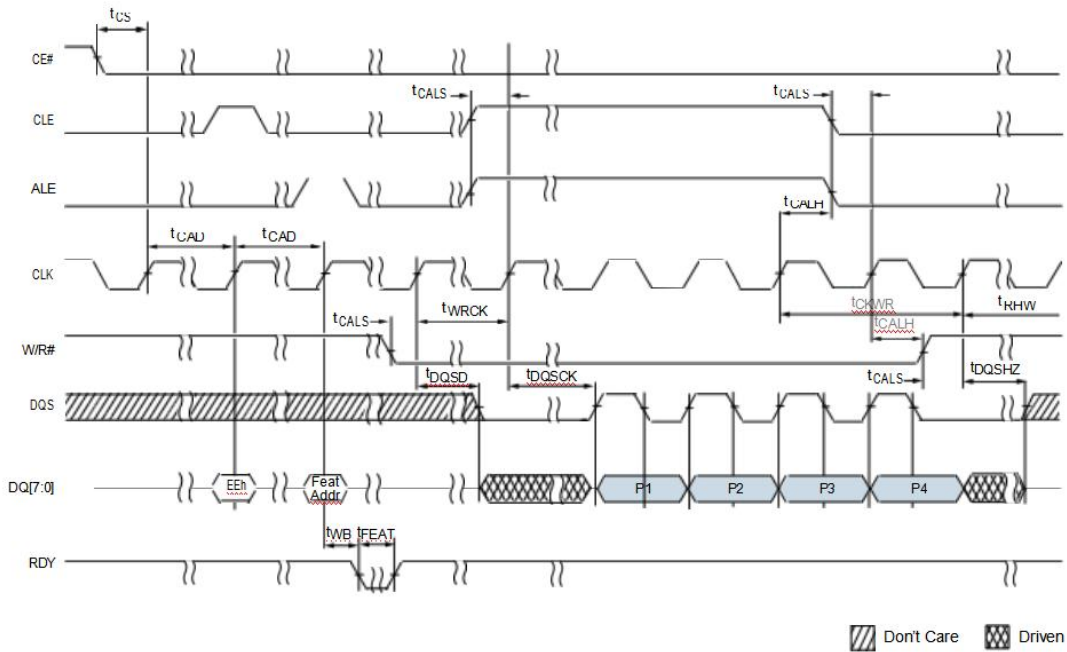 tCS
CE#
tCALS
tCALS
CLE
ALE
tCALH
tCAD
tCAD
CLK
tWRCK
tCKWR
tRHW
tCALS
tCALH
W/R#
tDQSD
tDQSCK
tCALS
tDQSHZ
DQS
DQ[7:0]
EEh
Feat
Addr
P1
P2
P3
P4
tWB
tFEAT
RDY
Don't Care
Driven